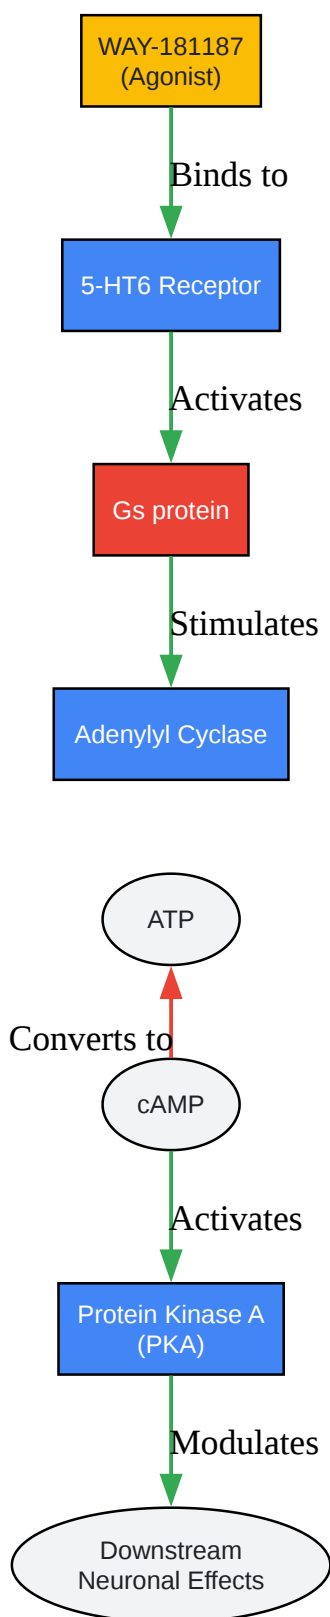 WAY-181187
(Agonist)
Binds to
5-HT6 Receptor
Activates
Gs protein
Stimulates
Adenylyl Cyclase
ATP
Converts to
cAMP
Activates
Protein Kinase A
(PKA)
Modulates
Downstream
Neuronal Effects